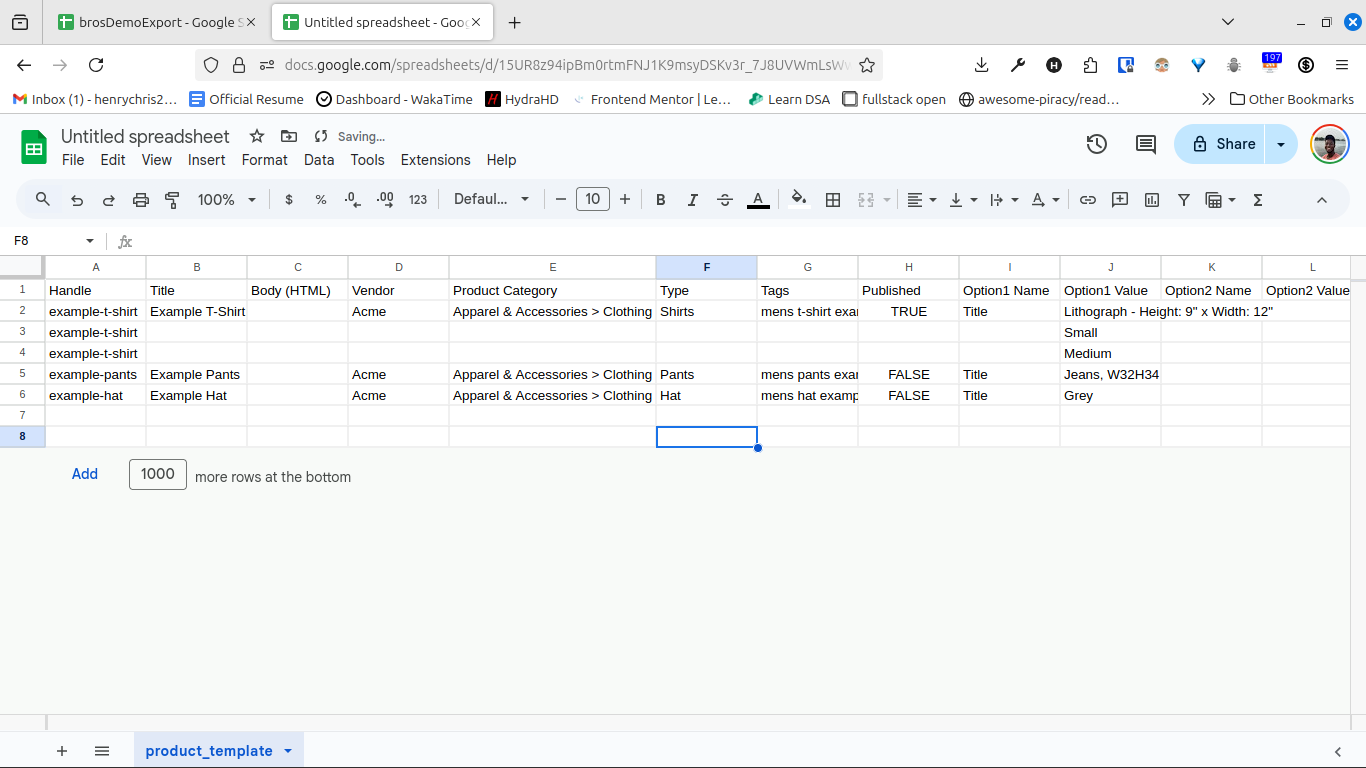 brosDemoExport - Google S
Untitled spreadsheet - Goog
docs.google.com/spreadsheets/d/15UR8z94ipBm0rtmFNJ1K9msyDSKv3r_7J8UVWmLsWv
197
Inbox (1) - henrychris2… Official Resume Dashboard - WakaTime HydraHD Frontend Mentor | Le… Learn DSA fullstack open awesome-piracy/read… Other Bookmarks
Untitled spreadsheet Saving…
File Edit View Insert Format Data Tools Extensions Help
Share
100% $ % .0 .00 123 Defaul... 10 B I S A
F8 fx
A B C D E F G H I J K L
1 Handle Title Body (HTML) Vendor Product Category Type Tags Published Option1 Name Option1 Value Option2 Name Option2 Value
2 example-t-shirt Example T-Shirt Acme Apparel & Accessories > Clothing Shirts mens t-shirt exar TRUE Title Lithograph - Height: 9" x Width: 12"
3 example-t-shirt Small
4 example-t-shirt Medium
5 example-pants Example Pants Acme Apparel & Accessories > Clothing Pants mens pants exar FALSE Title Jeans, W32H34
6 example-hat Example Hat Acme Apparel & Accessories > Clothing Hat mens hat examp FALSE Title Grey
7
8
Add 1000 more rows at the bottom
product_template